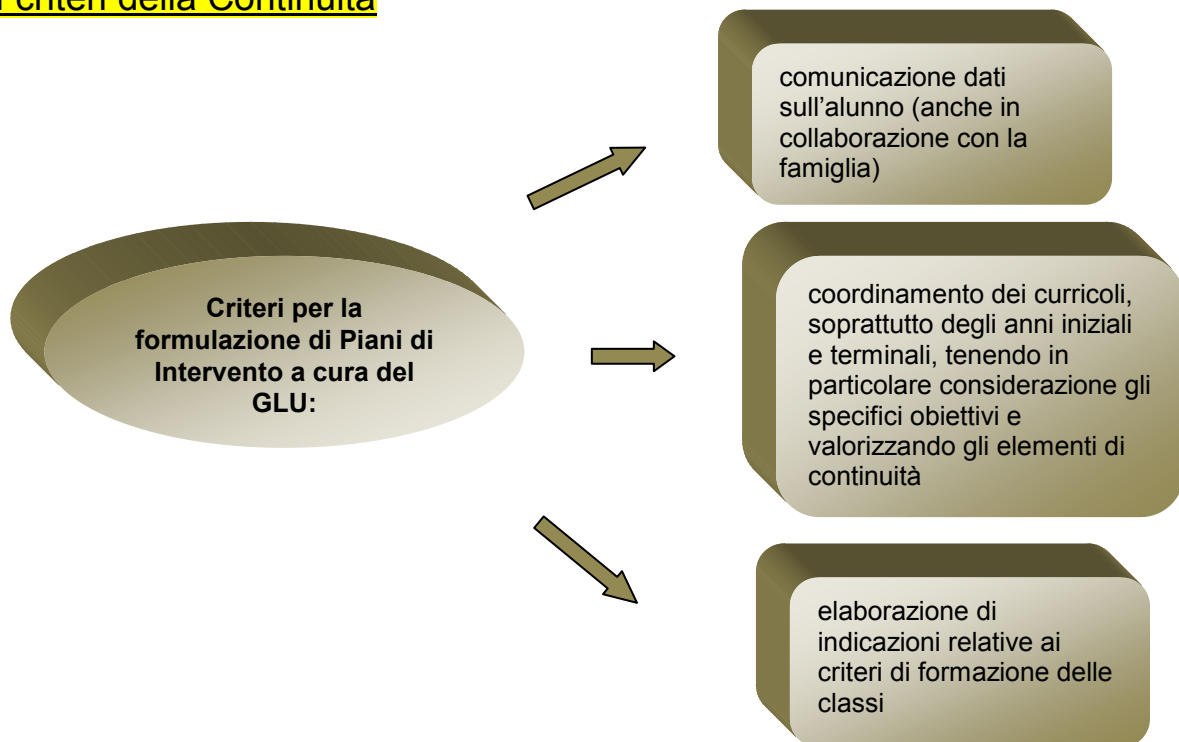 criteri della Continuità
Criteri per la
formulazione di Piani di
Intervento a cura del
GLU:
comunicazione dati
sull’alunno (anche in
collaborazione con la
famiglia)
coordinamento dei curricoli,
soprattutto degli anni iniziali
e terminali, tenendo in
particolare considerazione gli
specifici obiettivi e
valorizzando gli elementi di
continuità
elaborazione di
indicazioni relative ai
criteri di formazione delle
classi